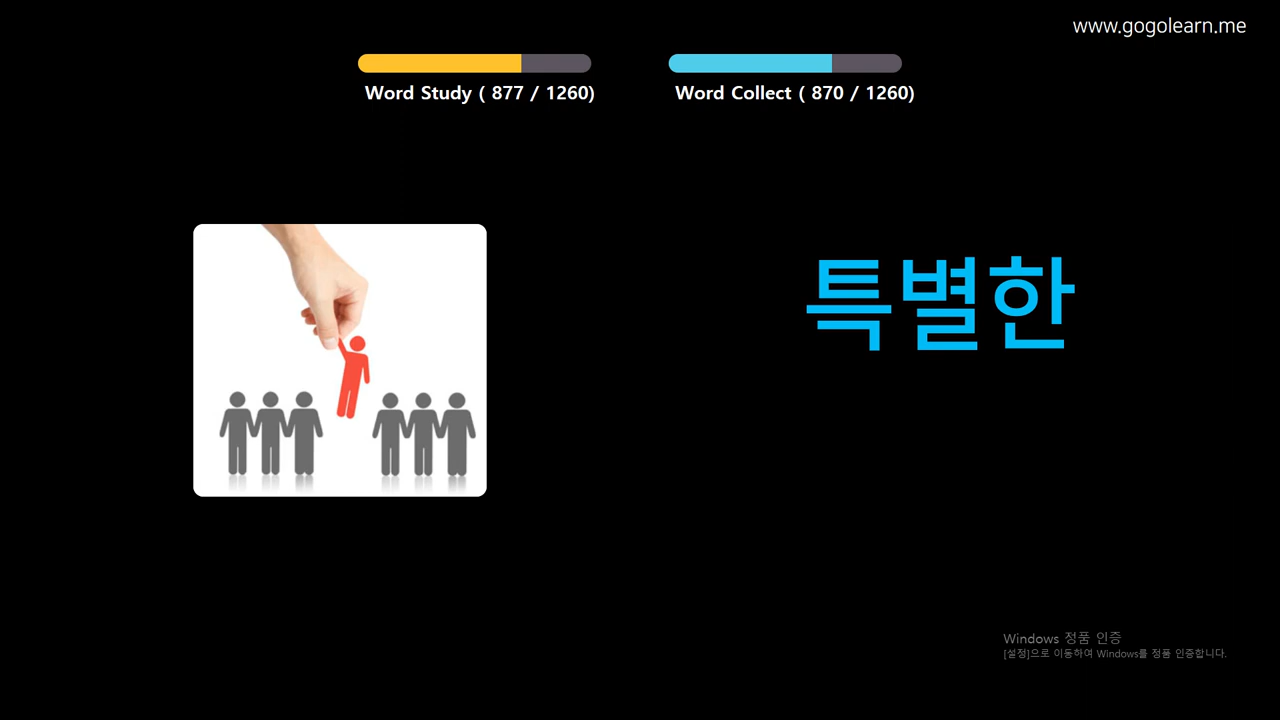 www.gogolearn.me
Word Study ( 877 / 1260)
Word Collect ( 870 / 1260)
특별한
Windows 정품 인증
[설정]으로 이동하여 Windows를 정품 인증합니다.